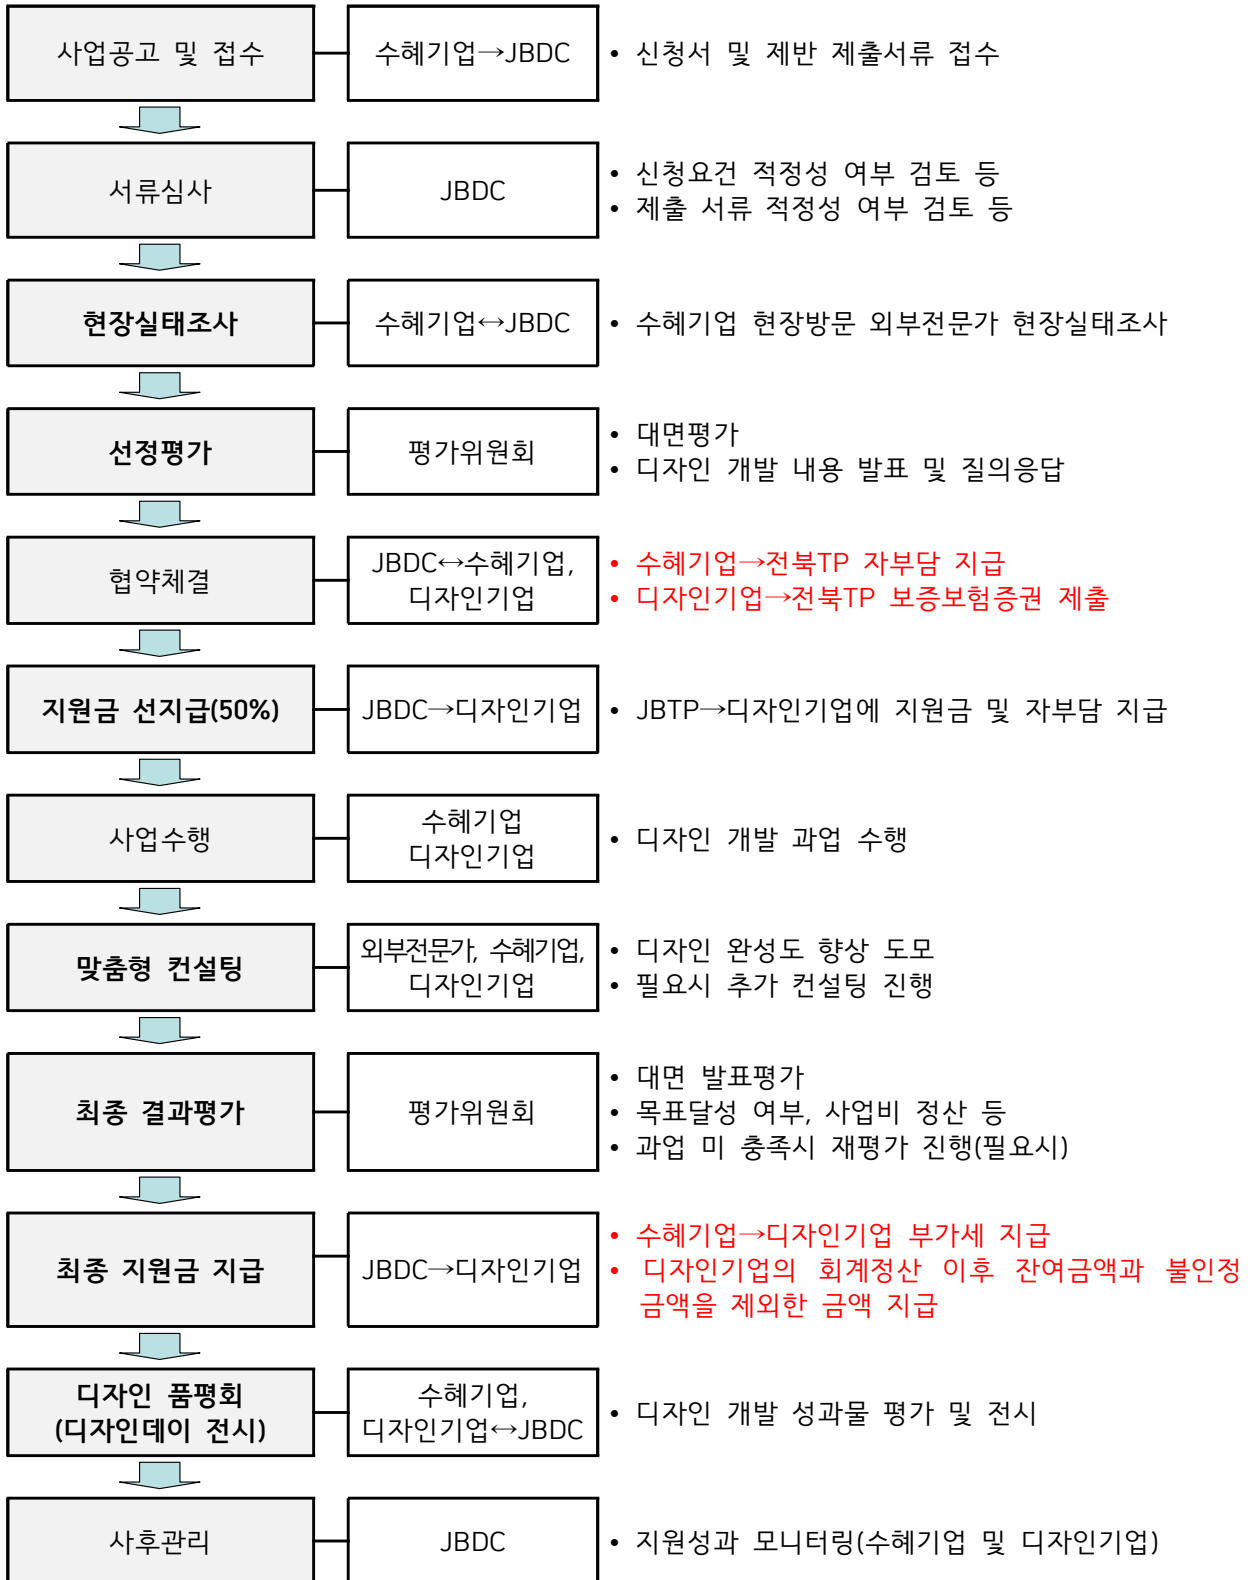 사업공고 및 접수
수혜기업→JBDC
• 신청서 및 제반 제출서류 접수
서류심사
JBDC
• 신청요건 적정성 여부 검토 등
• 제출 서류 적정성 여부 검토 등
현장실태조사
수혜기업↔JBDC
• 수혜기업 현장방문 외부전문가 현장실태조사
선정평가
평가위원회
• 대면평가
• 디자인 개발 내용 발표 및 질의응답
협약체결
JBDC↔수혜기업,
디자인기업
• 수혜기업→전북TP 자부담 지급
• 디자인기업→전북TP 보증보험증권 제출
지원금 선지급(50%)
JBDC→디자인기업
• JBTP→디자인기업에 지원금 및 자부담 지급
사업수행
수혜기업
디자인기업
• 디자인 개발 과업 수행
맞춤형 컨설팅
외부전문가, 수혜기업,
디자인기업
• 디자인 완성도 향상 도모
• 필요시 추가 컨설팅 진행
최종 결과평가
평가위원회
• 대면 발표평가
• 목표달성 여부, 사업비 정산 등
• 과업 미 충족시 재평가 진행(필요시)
최종 지원금 지급
JBDC→디자인기업
• 수혜기업→디자인기업 부가세 지급
• 디자인기업의 회계정산 이후 잔여금액과 불인정
금액을 제외한 금액 지급
디자인 품평회
(디자인데이 전시)
수혜기업,
디자인기업↔JBDC
• 디자인 개발 성과물 평가 및 전시
사후관리
JBDC
• 지원성과 모니터링(수혜기업 및 디자인기업)